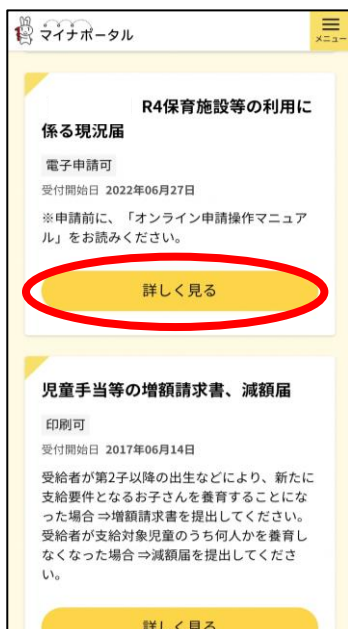 マイナポータル
メニュー
R4保育施設等の利用に
係る現況届
電子申請可
受付開始日 2022年06月27日
※申請前に、「オンライン申請操作マニュア
ル」をお読みください。
詳しく見る
児童手当等の増額請求書、減額届
印刷可
受付開始日 2017年06月14日
受給者が第2子以降の出生などにより、新たに
支給要件となるお子さんを養育することにな
った場合⇒増額請求書を提出してください。
受給者が支給対象児童のうち何人かを養育し
なくなった場合⇒減額届を提出してくださ
い。
詳しく見る